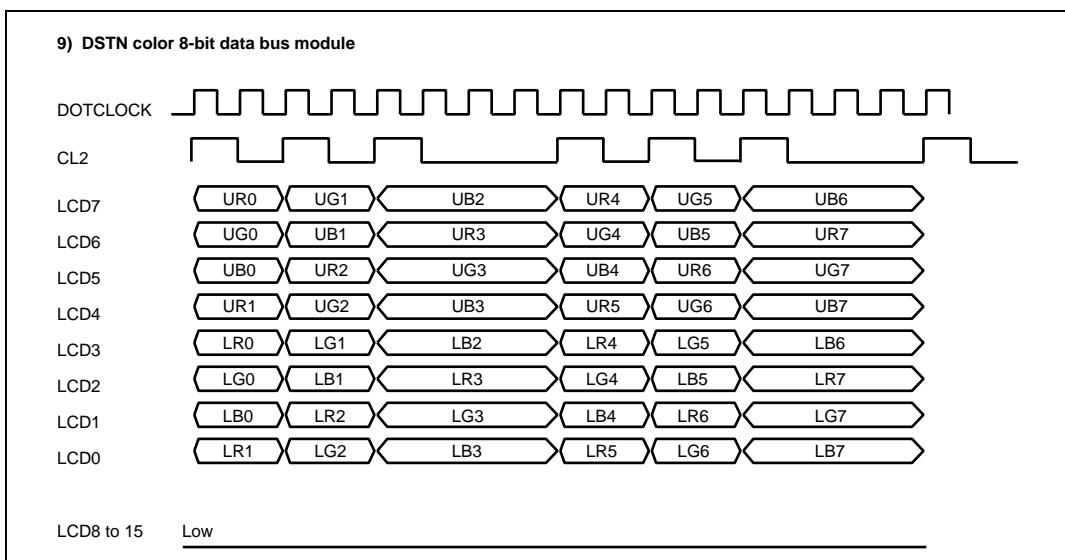 9) DSTN color 8-bit data bus module
DOTCLOCK
CL2
LCD7 UR0 UG1 UB2 UR4 UG5 UB6
LCD6 UG0 UB1 UR3 UG4 UB5 UR7
LCD5 UB0 UR2 UG3 UB4 UR6 UG7
LCD4 UR1 UG2 UB3 UR5 UG6 UB7
LCD3 LR0 LG1 LB2 LR4 LG5 LB6
LCD2 LG0 LB1 LR3 LG4 LB5 LR7
LCD1 LB0 LR2 LG3 LB4 LR6 LG7
LCD0 LR1 LG2 LB3 LR5 LG6 LB7
LCD8 to 15 Low